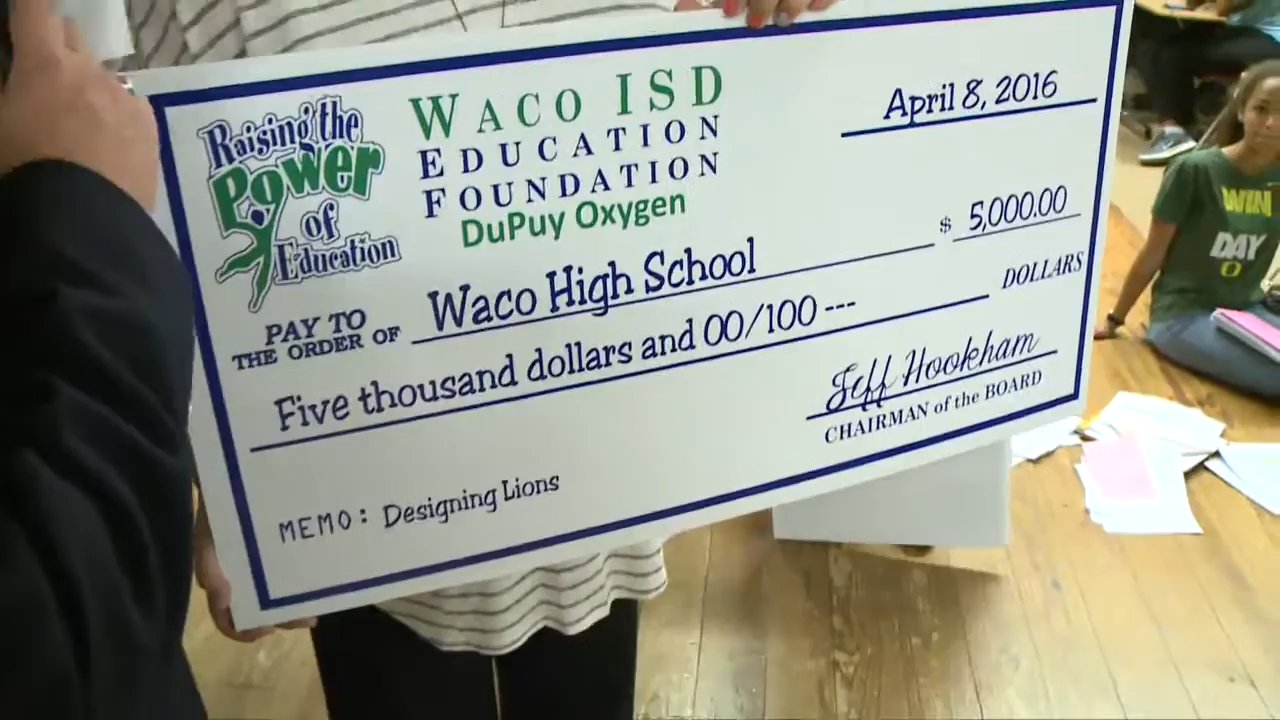 Raising the
Power
of
Education
WACO ISD
EDUCATION
FOUNDATION
DuPuy Oxygen
April 8, 2016
$ 5,000.00
PAY TO
THE ORDER OF
Waco High School
Five thousand dollars and 00/100 ---
DOLLARS
Jeff Hookham
CHAIRMAN of the BOARD
MEMO: Designing Lions
WIN
DAY
O